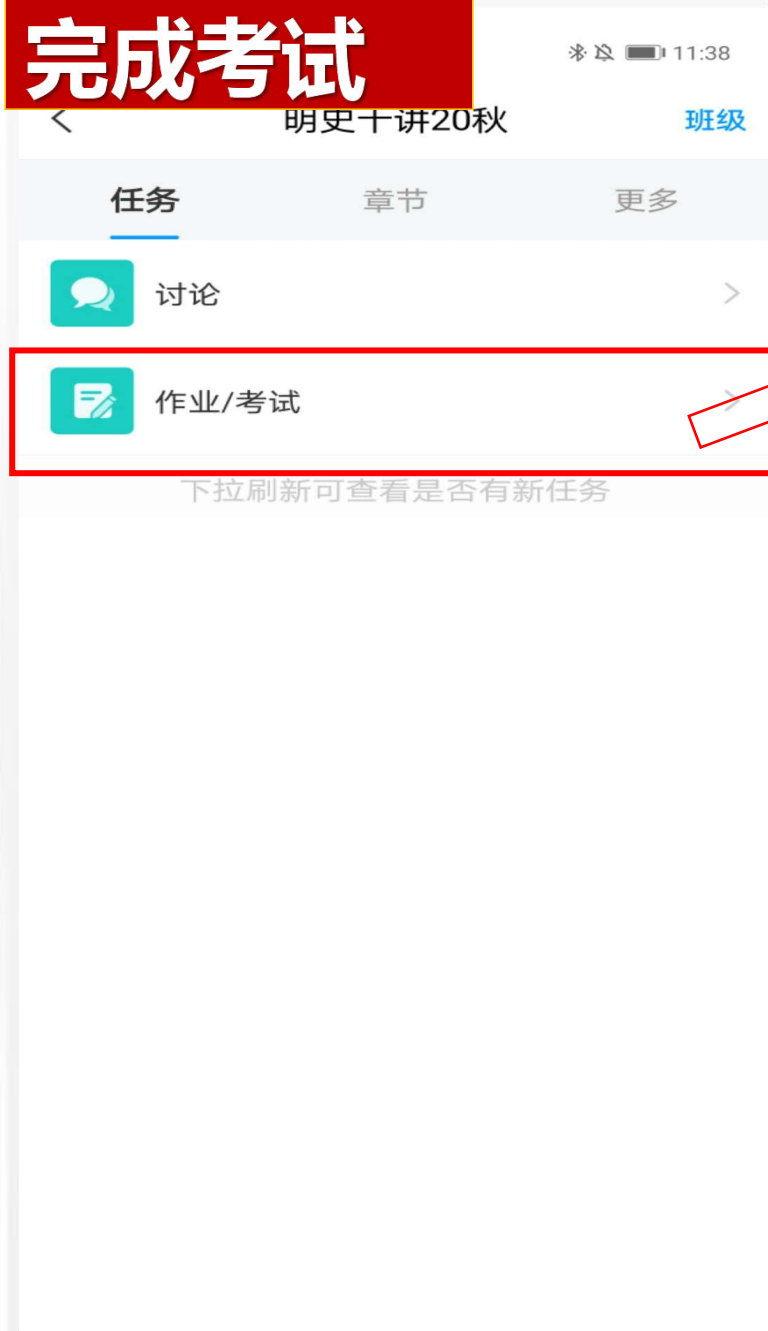 完成考试
11:38
明史十讲20秋
班级
任务 章节 更多
讨论
作业/考试
下拉刷新可查看是否有新任务